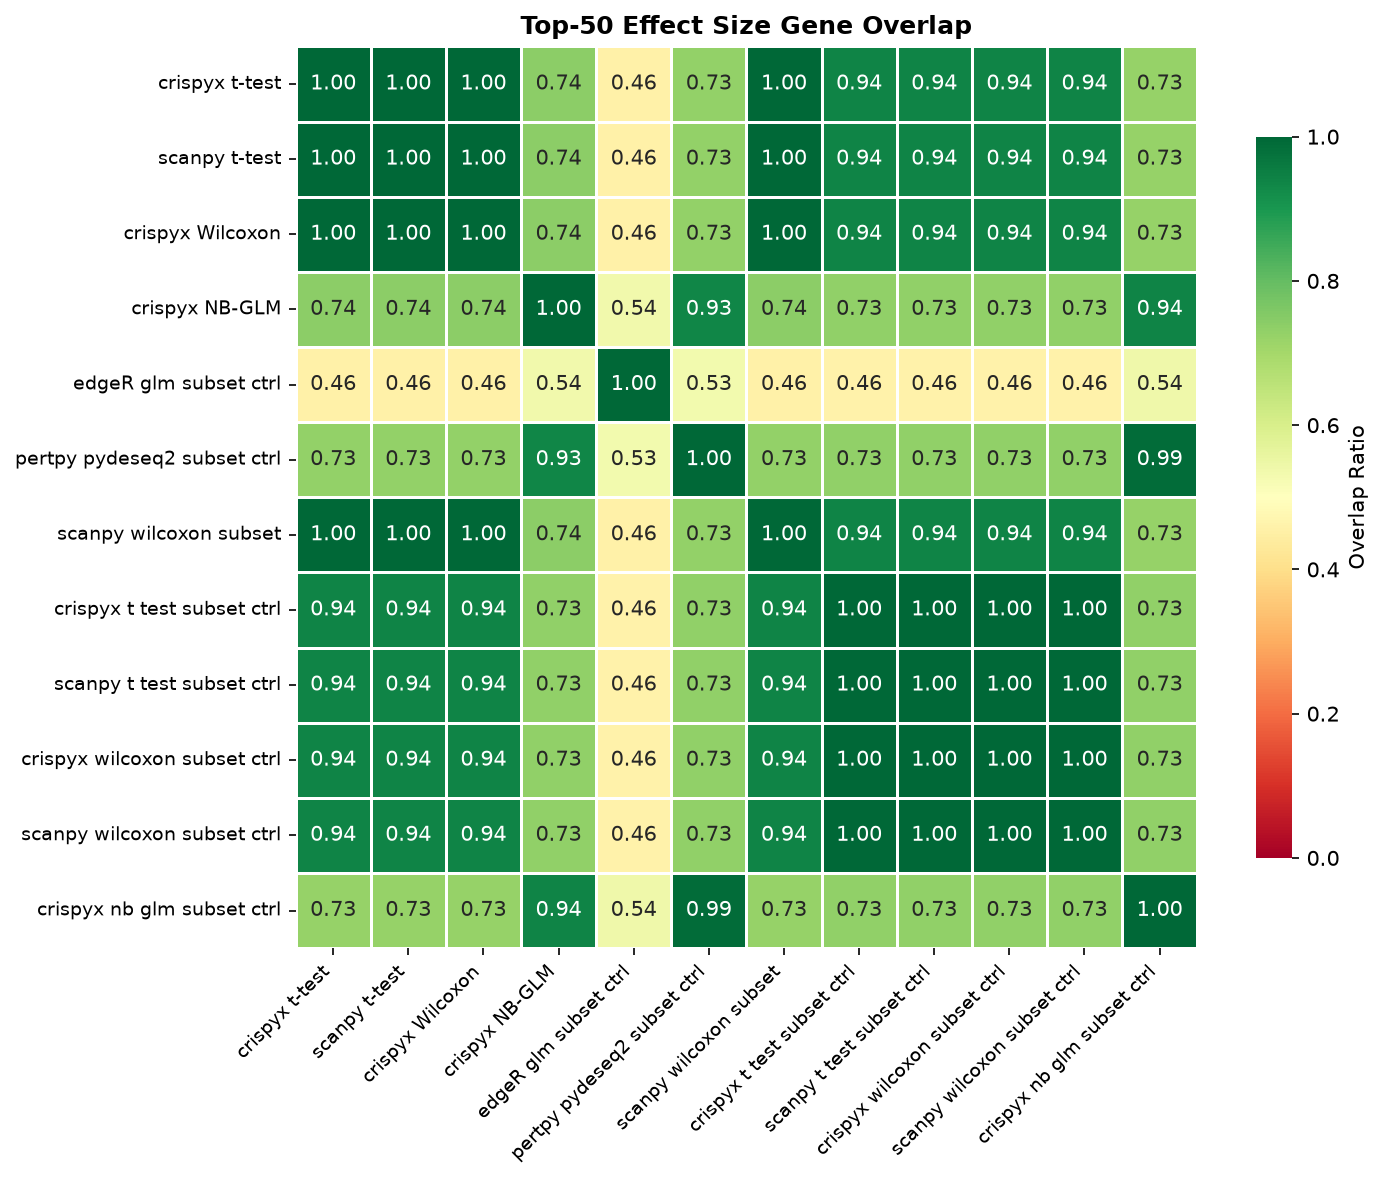 Top-50 Effect Size Gene Overlap
crispyx t-test 1.00 1.00 1.00 0.74 0.46 0.73 1.00 0.94 0.94 0.94 0.94 0.73
scanpy t-test 1.00 1.00 1.00 0.74 0.46 0.73 1.00 0.94 0.94 0.94 0.94 0.73
crispyx Wilcoxon 1.00 1.00 1.00 0.74 0.46 0.73 1.00 0.94 0.94 0.94 0.94 0.73
crispyx NB-GLM 0.74 0.74 0.74 1.00 0.54 0.93 0.74 0.73 0.73 0.73 0.73 0.94
edgeR glm subset ctrl 0.46 0.46 0.46 0.54 1.00 0.53 0.46 0.46 0.46 0.46 0.46 0.54
pertpy pydeseq2 subset ctrl 0.73 0.73 0.73 0.93 0.53 1.00 0.73 0.73 0.73 0.73 0.73 0.99
scanpy wilcoxon subset 1.00 1.00 1.00 0.74 0.46 0.73 1.00 0.94 0.94 0.94 0.94 0.73
crispyx t test subset ctrl 0.94 0.94 0.94 0.73 0.46 0.73 0.94 1.00 1.00 1.00 1.00 0.73
scanpy t test subset ctrl 0.94 0.94 0.94 0.73 0.46 0.73 0.94 1.00 1.00 1.00 1.00 0.73
crispyx wilcoxon subset ctrl 0.94 0.94 0.94 0.73 0.46 0.73 0.94 1.00 1.00 1.00 1.00 0.73
scanpy wilcoxon subset ctrl 0.94 0.94 0.94 0.73 0.46 0.73 0.94 1.00 1.00 1.00 1.00 0.73
crispyx nb glm subset ctrl 0.73 0.73 0.73 0.94 0.54 0.99 0.73 0.73 0.73 0.73 0.73 1.00
crispyx t-test
scanpy t-test
crispyx Wilcoxon
crispyx NB-GLM
edgeR glm subset ctrl
pertpy pydeseq2 subset ctrl
scanpy wilcoxon subset
crispyx t test subset ctrl
scanpy t test subset ctrl
crispyx wilcoxon subset ctrl
scanpy wilcoxon subset ctrl
crispyx nb glm subset ctrl
1.0
0.8
0.6
0.4
0.2
0.0
Overlap Ratio